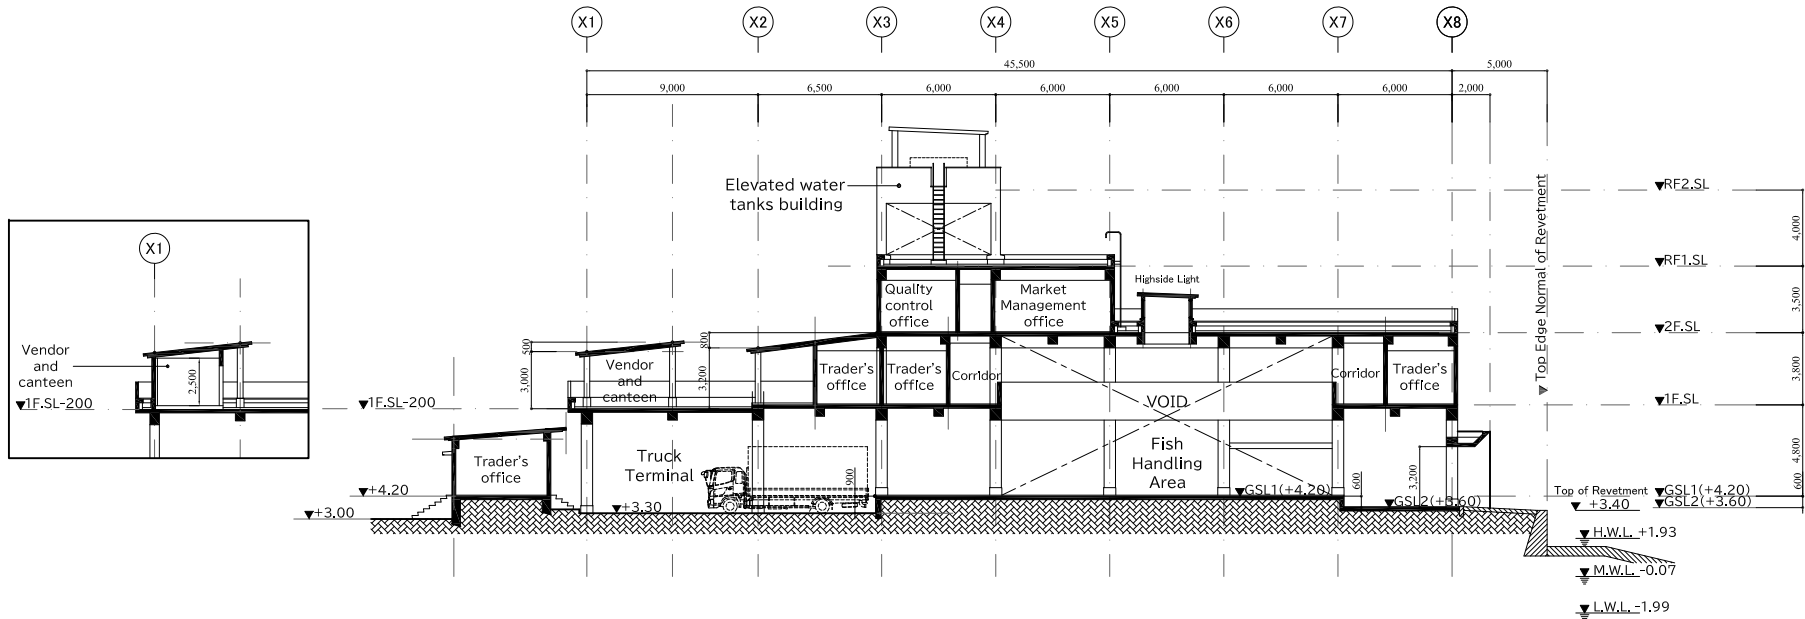 X1 X2 X3 X4 X5 X6 X7 X8
45,500 5,000
9,000 6,500 6,000 6,000 6,000 6,000 6,000 2,000
Elevated water
tanks building
▼RF2.SL
4,000
▼RF1.SL
3,500
▼2F.SL
3,800
▼1F.SL
4,800
▼GSL1(+4.20)
▼GSL2(+3.60)
600
▼Top Edge Normal of Revetment
Highside Light
Quality
control
office
Market
Management
office
X1
Vendor
and
canteen
2,500
▼1F.SL-200
500
3,000
Vendor
and
canteen
800
3,200
Trader's
office
Trader's
office
Corridor
VOID
Corridor
Trader's
office
▼1F.SL-200
Trader's
office
Truck
Terminal
900
Fish
Handling
Area
600
3,200
▼+4.20
▼+3.00
▼+3.30
▼GSL1(+4.20)
▼GSL2(+3.60)
Top of Revetment
▼+3.40
▼H.W.L. +1.93
▼M.W.L. -0.07
▼L.W.L. -1.99